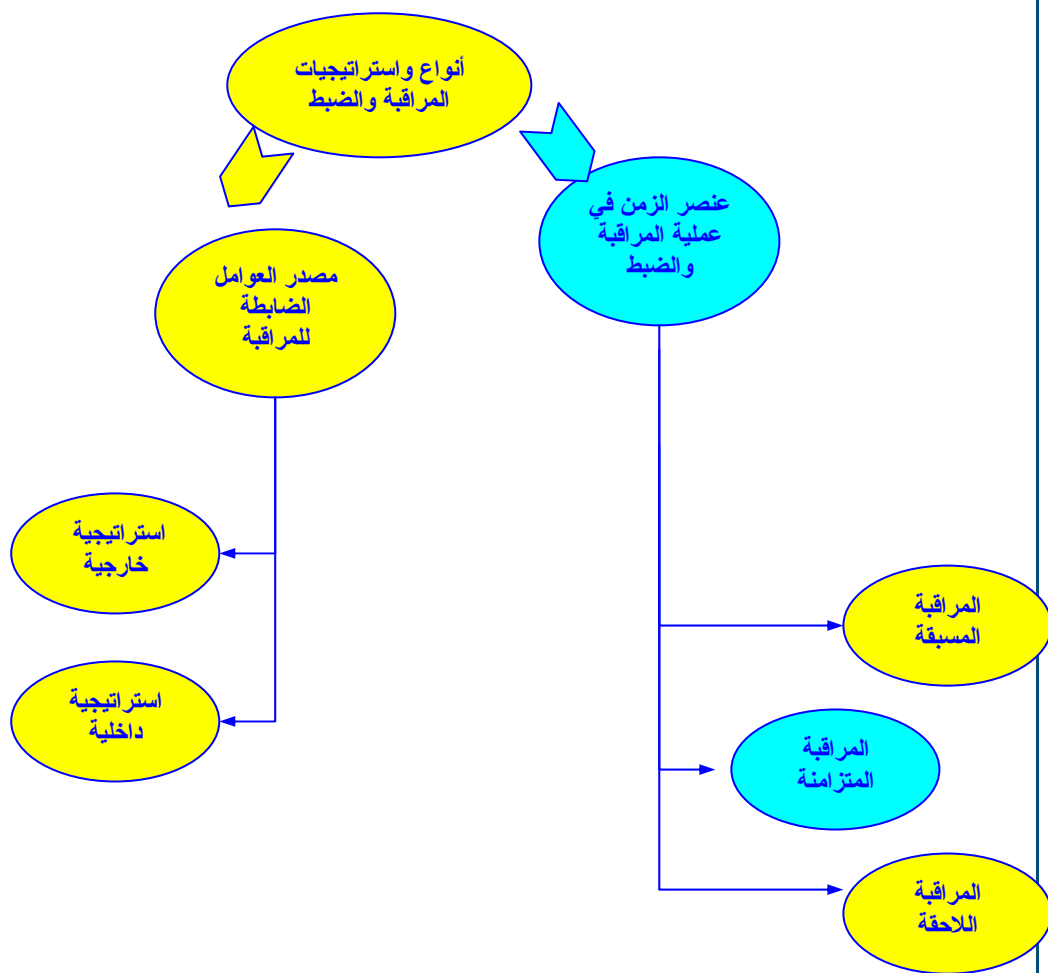 أنواع واستراتيجيات
المراقبة والضبط
عنصر الزمن في
عملية المراقبة
والضبط
مصدر العوامل
الضابطة
للمراقبة
استراتيجية
خارجية
المراقبة
المسبقة
استراتيجية
داخلية
المراقبة
المتزامنة
المراقبة
اللاحقة